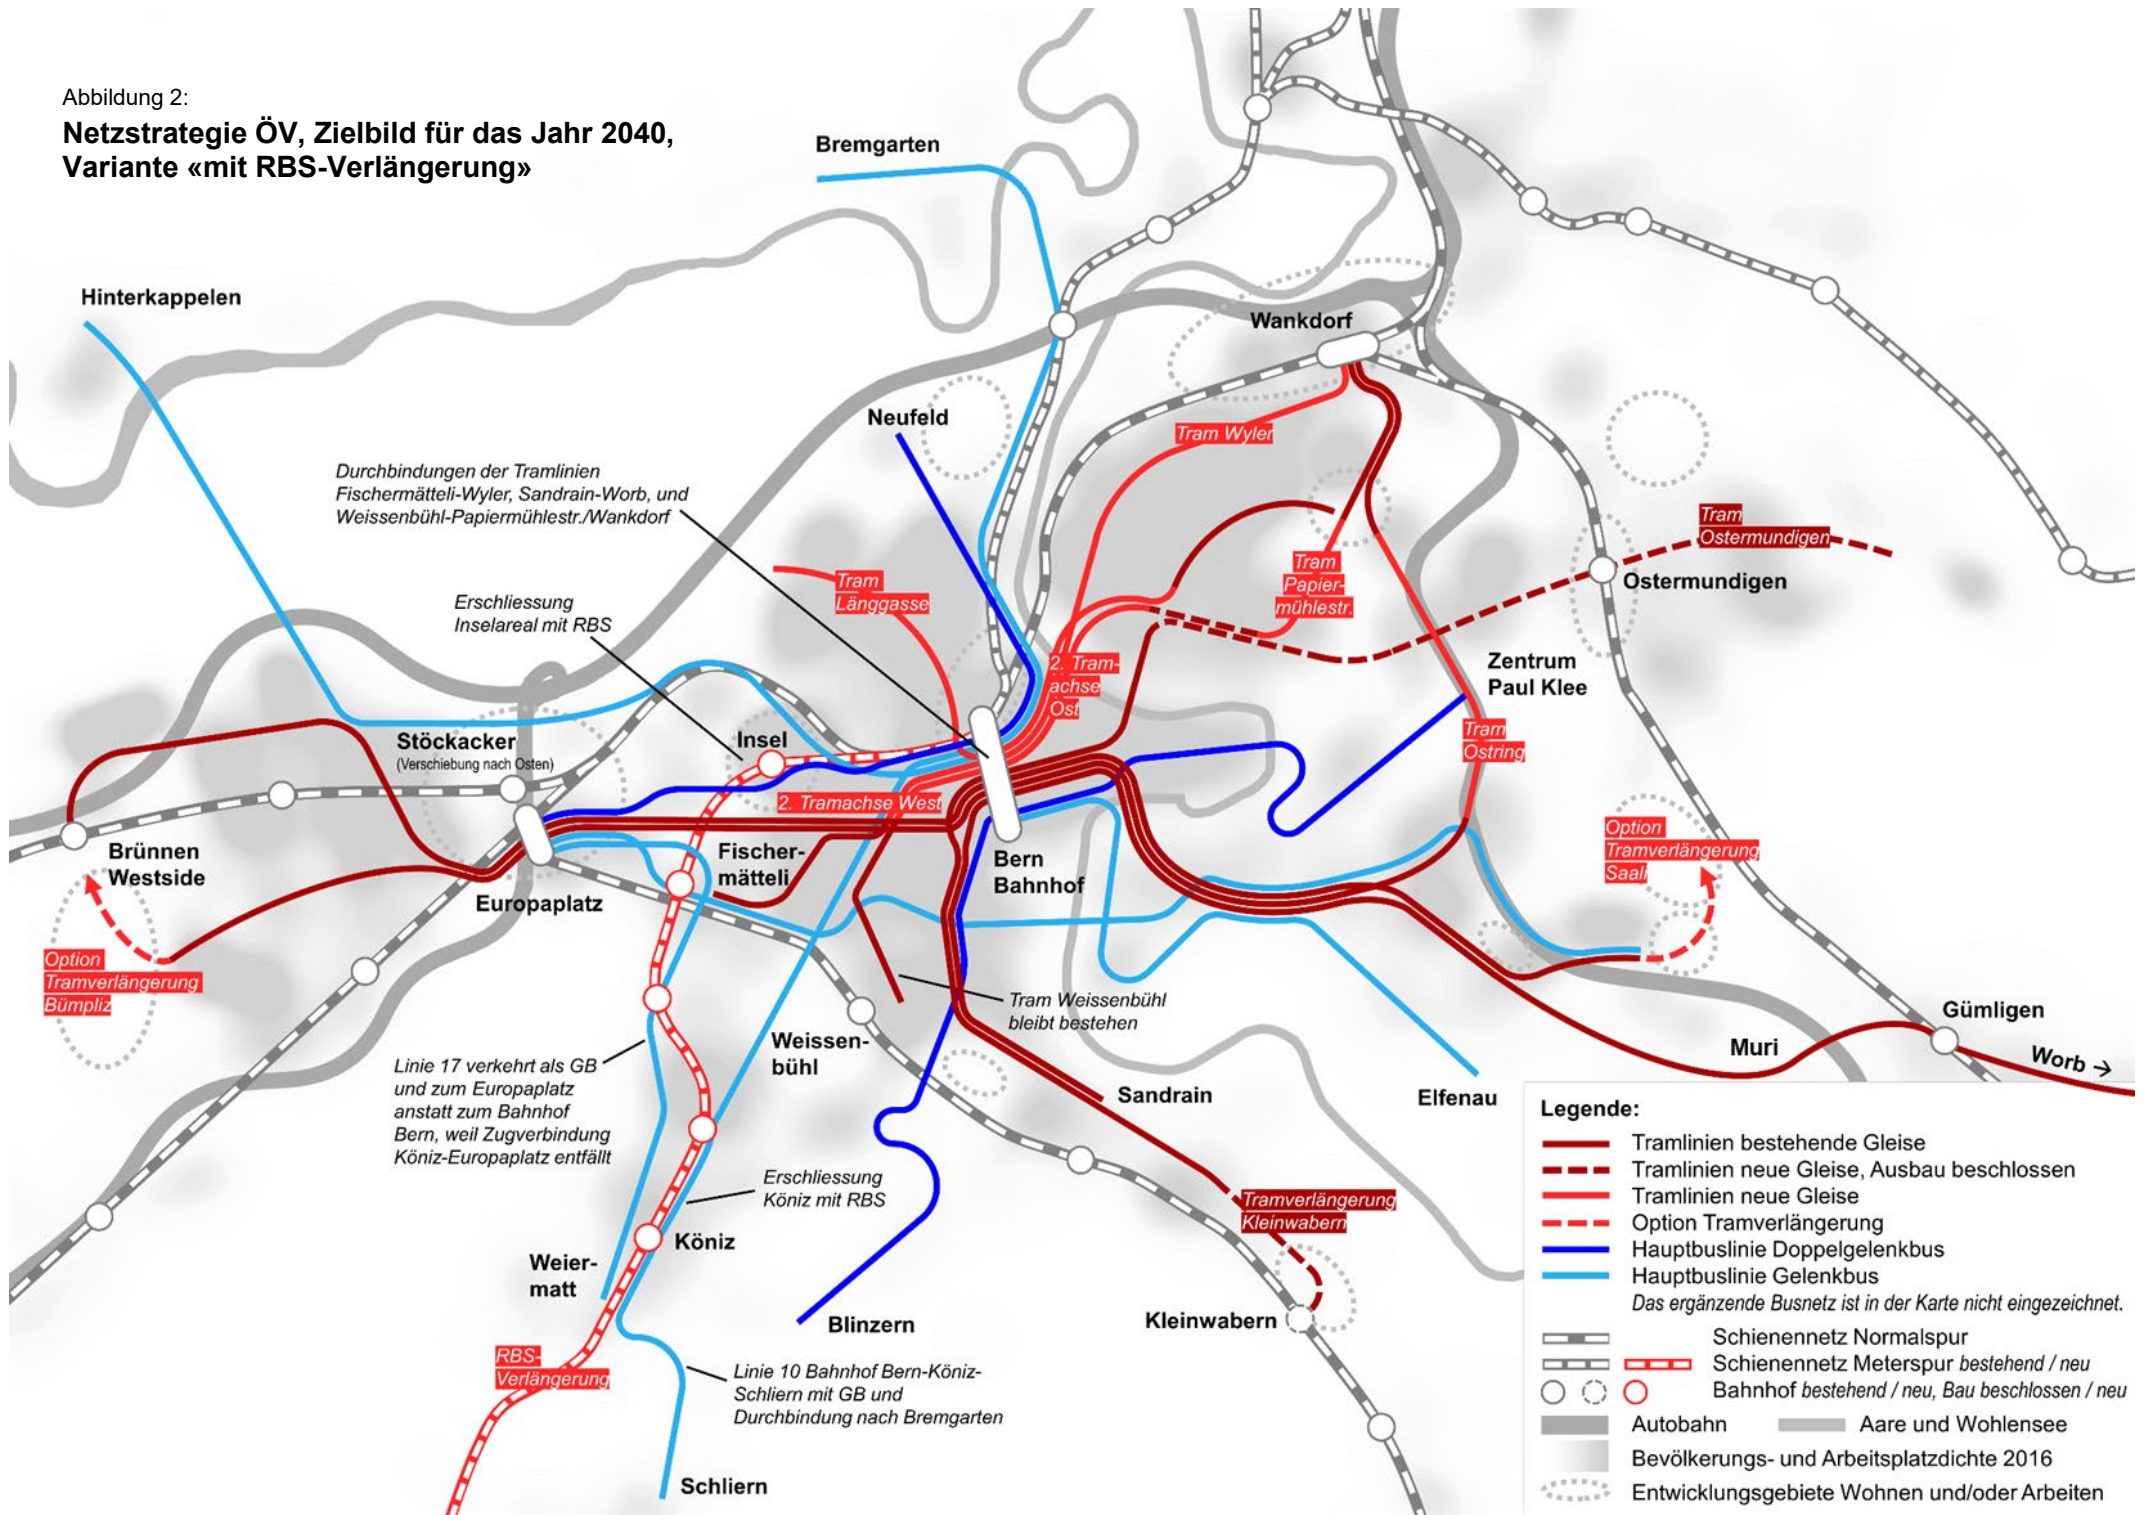 Abbildung 2:
Netzstrategie ÖV, Zielbild für das Jahr 2040,
Variante «mit RBS-Verlängerung»
Bremgarten
Hinterkappelen
Wankdorf
Neufeld
Tram Wyler
Durchbindungen der Tramlinien
Fischermätteli-Wyler, Sandrain-Worb, und
Weissenbühl-Papiermühlestr./Wankdorf
Tram
Ostermundigen
Tram
Länggasse
Tram
Papier-
mühlestr.
Ostermundigen
Erschliessung
Inselareal mit RBS
2. Tram-
achse
Ost
Zentrum
Paul Klee
Tram
Ostring
Stöckacker
(Verschiebung nach Osten)
Insel
2. Tramachse West
Brünnen
Westside
Fischer-
mätteli
Bern
Bahnhof
Option
Tramverlängerung
Saali
Europaplatz
Option
Tramverlängerung
Bümpliz
Tram Weissenbühl
bleibt bestehen
Gümligen
Weissen-
bühl
Muri
Worb →
Linie 17 verkehrt als GB
und zum Europaplatz
anstatt zum Bahnhof
Bern, weil Zugverbindung
Köniz-Europaplatz entfällt
Sandrain
Elfenau
Erschliessung
Köniz mit RBS
Tramverlängerung
Kleinwabern
Köniz
Weier-
matt
Blinzern
Kleinwabern
RBS-
Verlängerung
Linie 10 Bahnhof Bern-Köniz-
Schliern mit GB und
Durchbindung nach Bremgarten
Schliern
Legende:
Tramlinien bestehende Gleise
Tramlinien neue Gleise, Ausbau beschlossen
Tramlinien neue Gleise
Option Tramverlängerung
Hauptbuslinie Doppelgelenkbus
Hauptbuslinie Gelenkbus
Das ergänzende Busnetz ist in der Karte nicht eingezeichnet.
Schienennetz Normalspur
Schienennetz Meterspur bestehend / neu
Bahnhof bestehend / neu, Bau beschlossen / neu
Autobahn
Aare und Wohlensee
Bevölkerungs- und Arbeitsplatzdichte 2016
Entwicklungsgebiete Wohnen und/oder Arbeiten